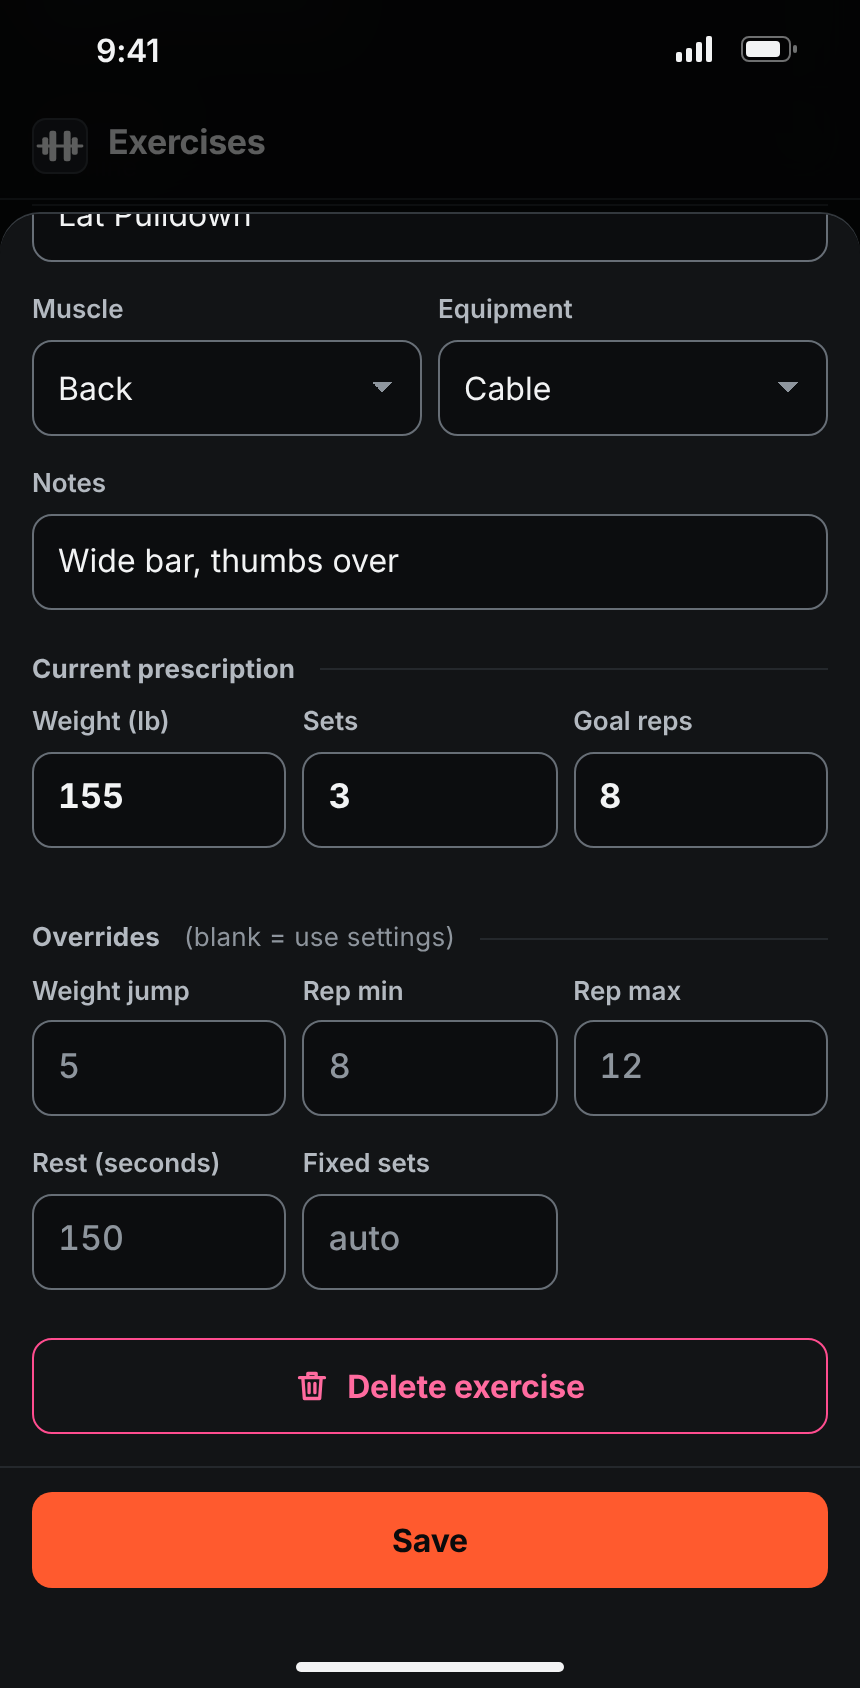 9:41
Exercises
Lat Pulldown
Muscle Equipment
Back Cable
Notes
Wide bar, thumbs over
Current prescription
Weight (lb) Sets Goal reps
155 3 8
Overrides (blank = use settings)
Weight jump Rep min Rep max
5 8 12
Rest (seconds) Fixed sets
150 auto
Delete exercise
Save